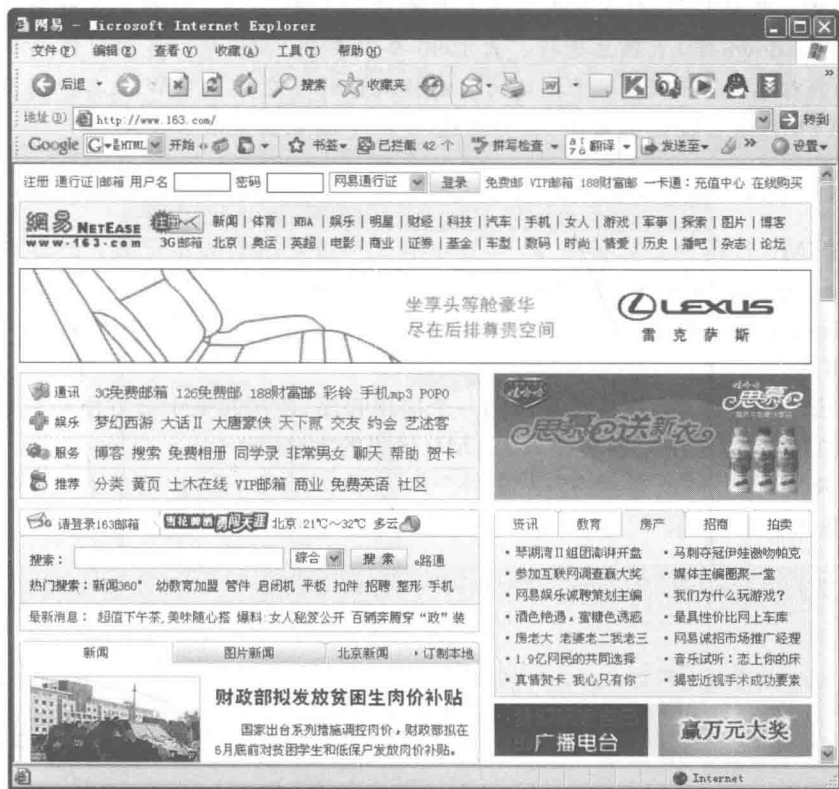 网易 - Microsoft Internet Explorer
文件(F) 编辑(E) 查看(V) 收藏(A) 工具(T) 帮助(H)
后退 搜索 收藏夹
地址(D) http://www.163.com/ 转到
Google G 开始 书签 已拦截 42 个 拼写检查 翻译 发送至 设置
注册 通行证|邮箱 用户名 密码 网易通行证 登录 免费邮 VIP邮箱 188财富邮 一卡通：充值中心 在线购买
網易 NETEASE 新闻|体育|NBA|娱乐|明星|财经|科技|汽车|手机|女人|游戏|军事|探索|图片|博客
www.163.com 3G邮箱 北京|奥运|英超|电影|商业|证券|基金|车型|数码|时尚|情爱|历史|播吧|杂志|论坛
坐享头等舱豪华
尽在后排尊贵空间
LEXUS
雷克萨斯
通讯 3G免费邮箱 126免费邮 188财富邮 彩铃 手机mp3 POPO
娱乐 梦幻西游 大话II 大唐豪侠 天下贰 交友 约会 艺述客
服务 博客 搜索 免费相册 同学录 非常男女 聊天 帮助 贺卡
推荐 分类 黄页 土木在线 VIP邮箱 商业 免费英语 社区
娃哈哈
思慕C
思慕C送新衣
请登录163邮箱 雪花啤酒勇闯天涯 北京:21℃～32℃ 多云
搜索： 综合 搜索 e路通
热门搜索：新闻360° 幼教育加盟 管件 启闭机 平板 扣件 招聘 整形 手机
最新消息： 超值下午茶,美味随心搭 爆料:女人秘笈公开 百辆奔腾穿“政”装
资讯 教育 房产 招商 拍卖
·琴湖湾II组团澎湃开盘 ·马刺夺冠伊娃激吻帕克
·参加互联网调查赢大奖 ·媒体主编圈聚一堂
·网易娱乐诚聘策划主编 ·我们为什么玩游戏?
·酒色艳遇，蜜糖色诱惑 ·最具性价比网上车库
·房老大 老婆老二我老三 ·网易诚招市场推广经理
·1.9亿网民的共同选择 ·音乐试听：恋上你的床
·真情贺卡 我心只有你 ·揭密近视手术成功要素
新闻 图片新闻 北京新闻 ·订制本地
财政部拟发放贫困生肉价补贴
国家出台系列措施调控肉价，财政部拟在
6月底前对贫困学生和低保户发放肉价补贴。
广播电台
赢万元大奖
Internet